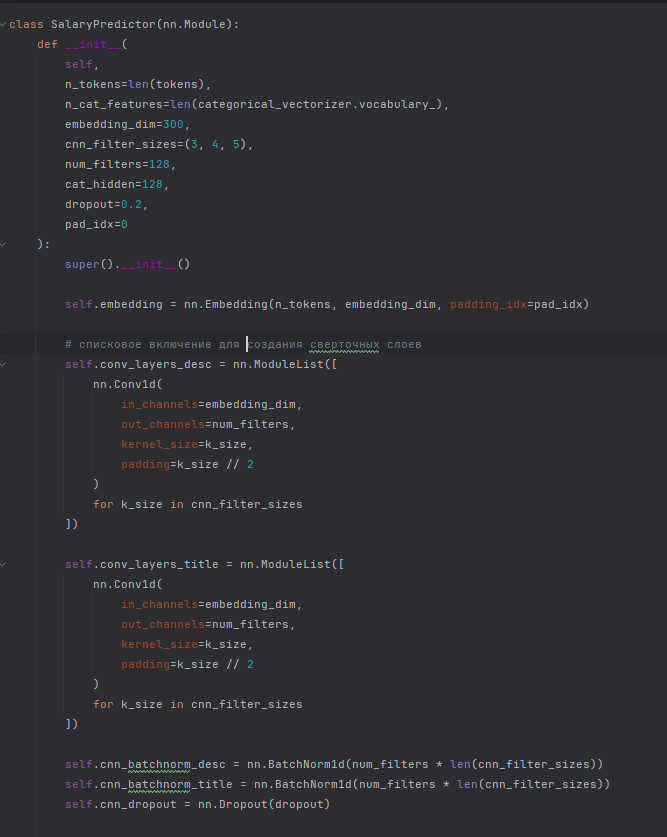 class SalaryPredictor(nn.Module):
    def __init__(
        self,
        n_tokens=len(tokens),
        n_cat_features=len(categorical_vectorizer.vocabulary_),
        embedding_dim=300,
        cnn_filter_sizes=(3, 4, 5),
        num_filters=128,
        cat_hidden=128,
        dropout=0.2,
        pad_idx=0
    ):
        super().__init__()
        self.embedding = nn.Embedding(n_tokens, embedding_dim, padding_idx=pad_idx)
        # списковое включение для создания сверточных слоев
        self.conv_layers_desc = nn.ModuleList([
            nn.Conv1d(
                in_channels=embedding_dim,
                out_channels=num_filters,
                kernel_size=k_size,
                padding=k_size // 2
            )
            for k_size in cnn_filter_sizes
        ])
        self.conv_layers_title = nn.ModuleList([
            nn.Conv1d(
                in_channels=embedding_dim,
                out_channels=num_filters,
                kernel_size=k_size,
                padding=k_size // 2
            )
            for k_size in cnn_filter_sizes
        ])
        self.cnn_batchnorm_desc = nn.BatchNorm1d(num_filters * len(cnn_filter_sizes))
        self.cnn_batchnorm_title = nn.BatchNorm1d(num_filters * len(cnn_filter_sizes))
        self.cnn_dropout = nn.Dropout(dropout)